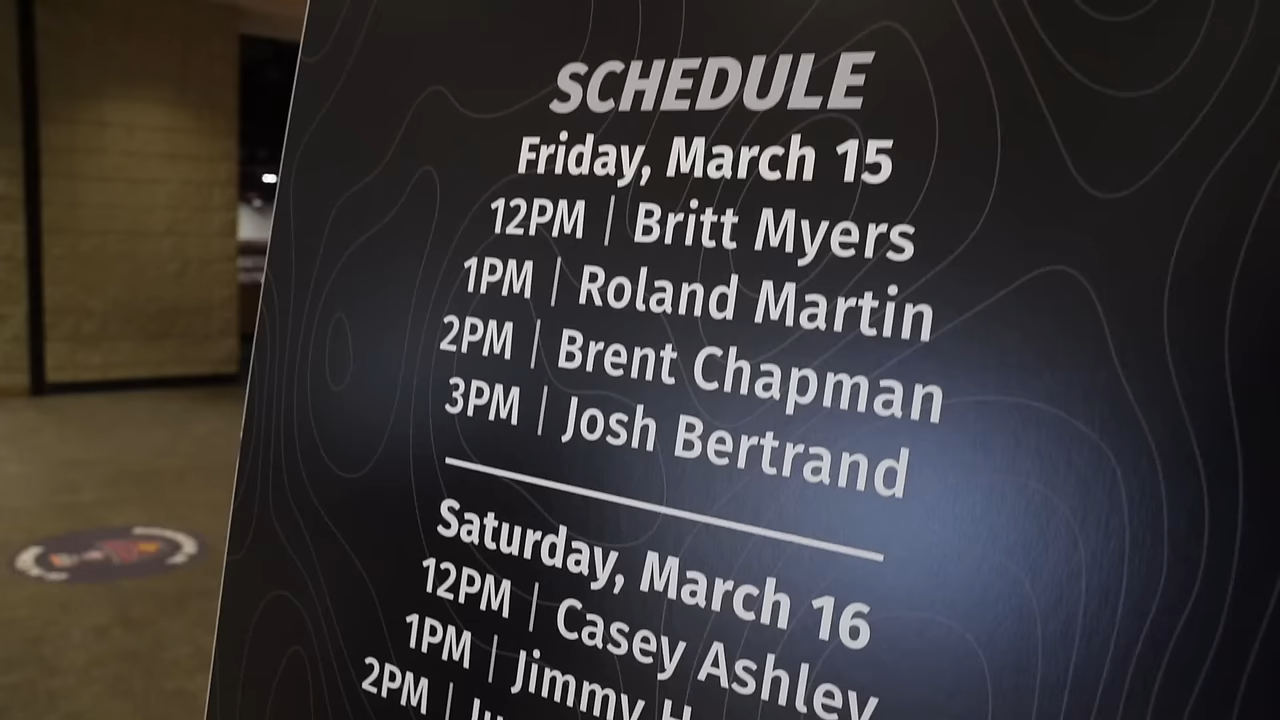 SCHEDULE
Friday, March 15
12PM | Britt Myers
1PM | Roland Martin
2PM | Brent Chapman
3PM | Josh Bertrand
Saturday, March 16
12PM | Casey Ashley
1PM | Jimmy
2PM |